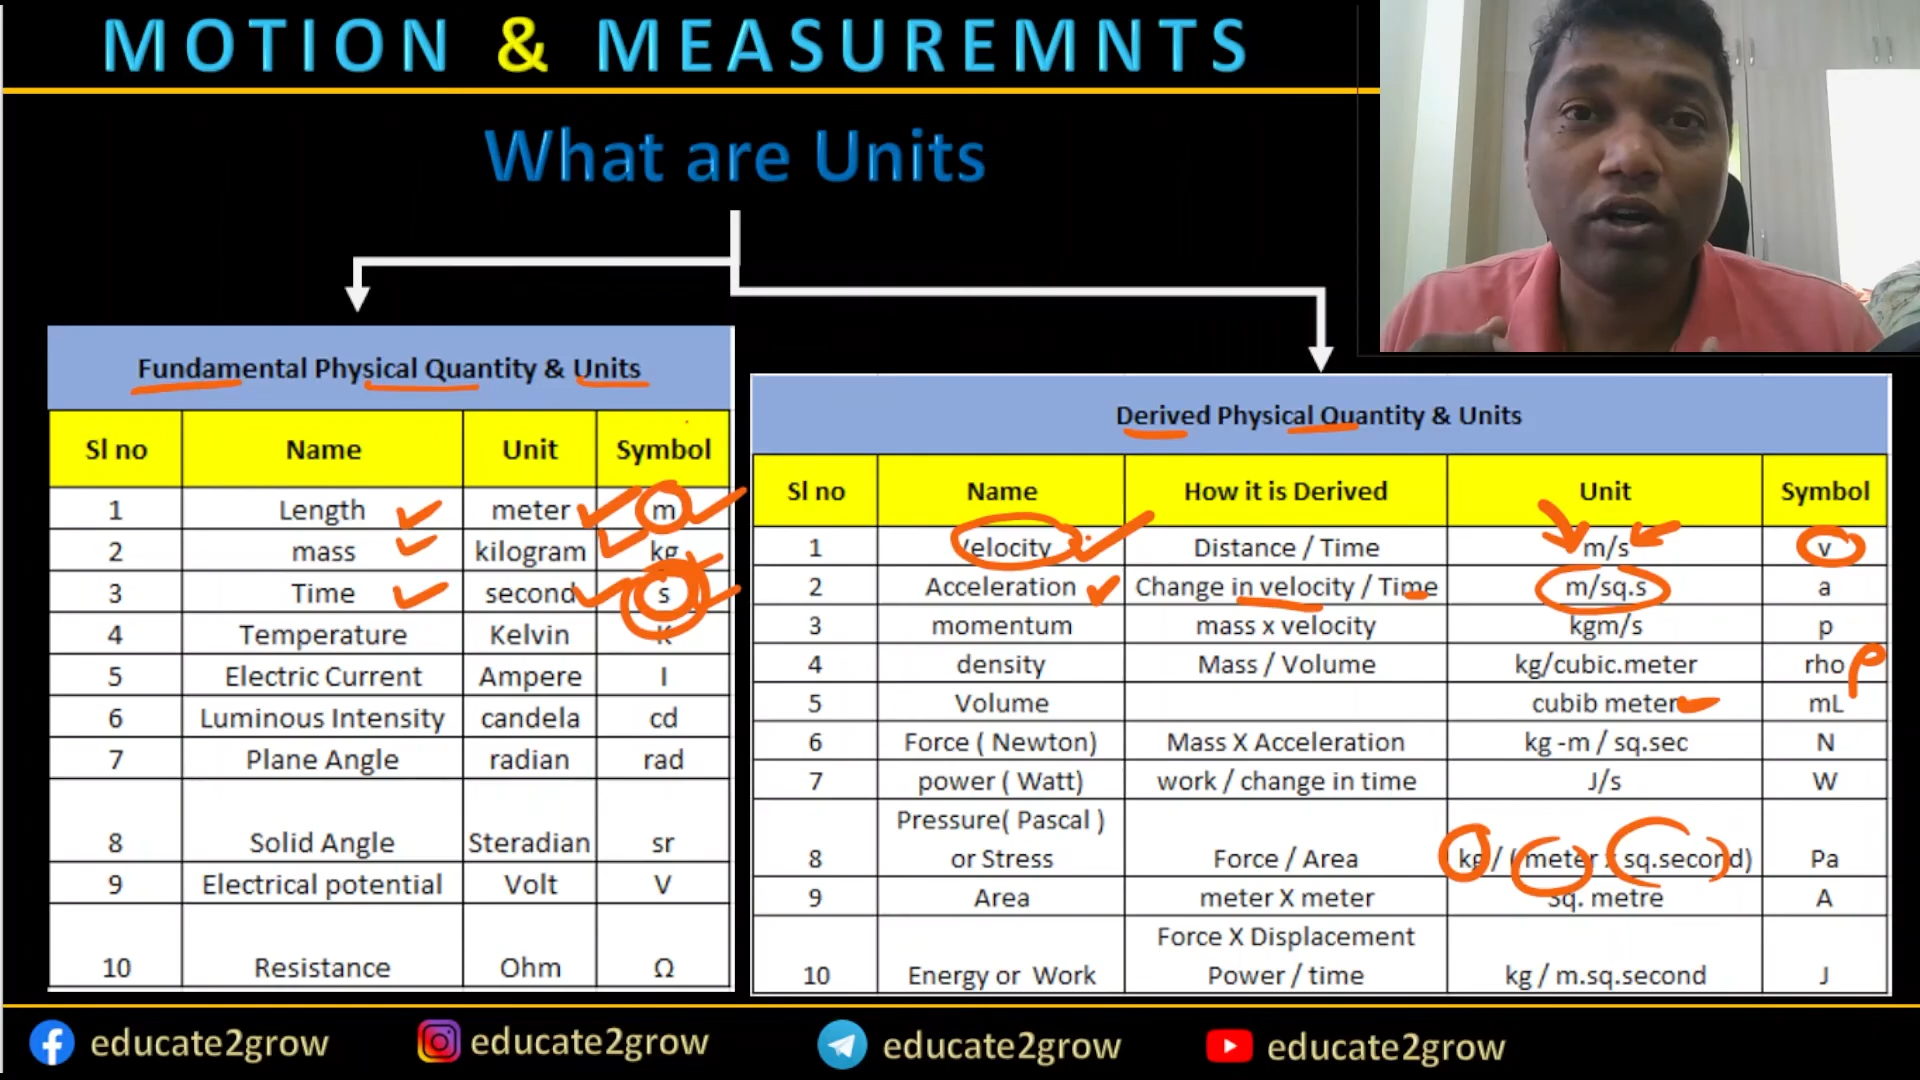 MOTION & MEASUREMNTS
What are Units
Fundamental Physical Quantity & Units
Sl no Name Unit Symbol
1 Length meter m
2 mass kilogram kg
3 Time second s
4 Temperature Kelvin K
5 Electric Current Ampere I
6 Luminous Intensity candela cd
7 Plane Angle radian rad
8 Solid Angle Steradian sr
9 Electrical potential Volt V
10 Resistance Ohm Ω
Derived Physical Quantity & Units
Sl no Name How it is Derived Unit Symbol
1 Velocity Distance / Time m/s v
2 Acceleration Change in velocity / Time m/sq.s a
3 momentum mass x velocity kgm/s p
4 density Mass / Volume kg/cubic.meter rho ρ
5 Volume cubib meter mL
6 Force ( Newton) Mass X Acceleration kg -m / sq.sec N
7 power ( Watt) work / change in time J/s W
Pressure( Pascal )
8 or Stress Force / Area kg / ( meter x sq.second) Pa
9 Area meter X meter Sq. metre A
Force X Displacement
10 Energy or Work Power / time kg / m.sq.second J
educate2grow educate2grow educate2grow educate2grow